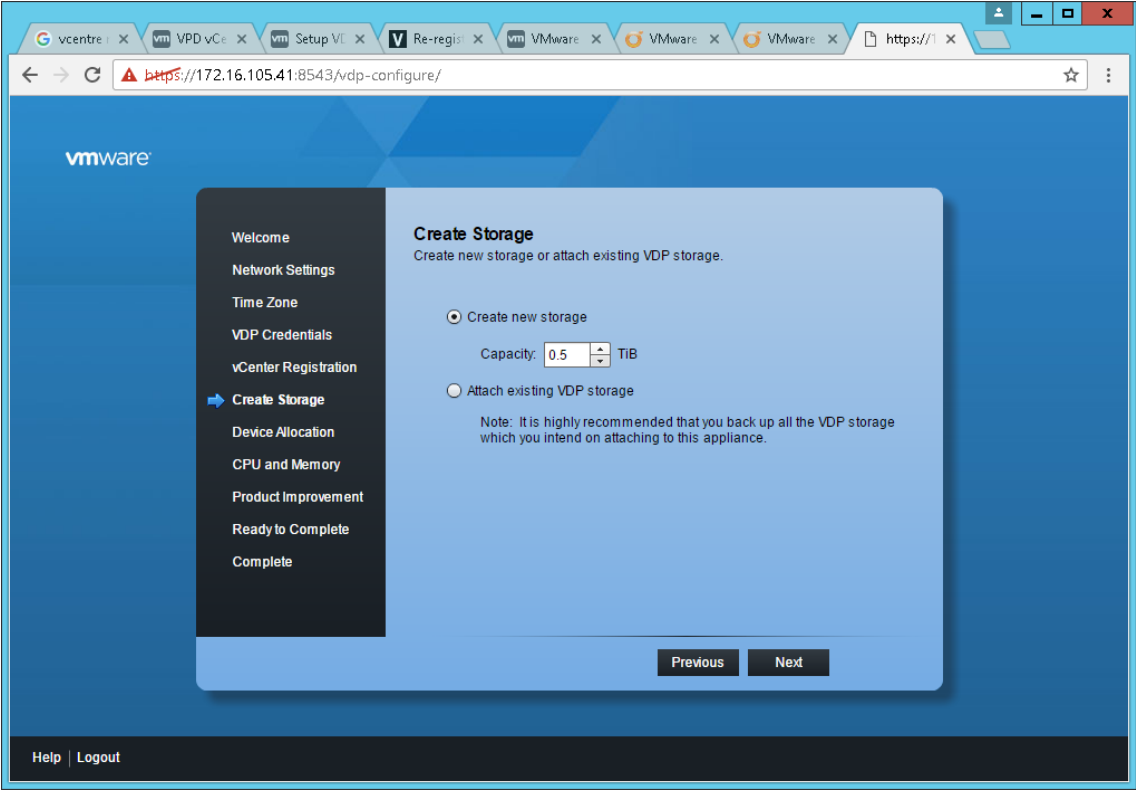 vcentre r
VPD vCe
Setup VD
Re-regist
VMware
VMware
VMware
https://1
https://172.16.105.41:8543/vdp-configure/
vmware
Welcome
Network Settings
Time Zone
VDP Credentials
vCenter Registration
Create Storage
Device Allocation
CPU and Memory
Product Improvement
Ready to Complete
Complete
Create Storage
Create new storage or attach existing VDP storage.
Create new storage
Capacity: 0.5 TiB
Attach existing VDP storage
Note: It is highly recommended that you back up all the VDP storage
which you intend on attaching to this appliance.
Previous Next
Help | Logout